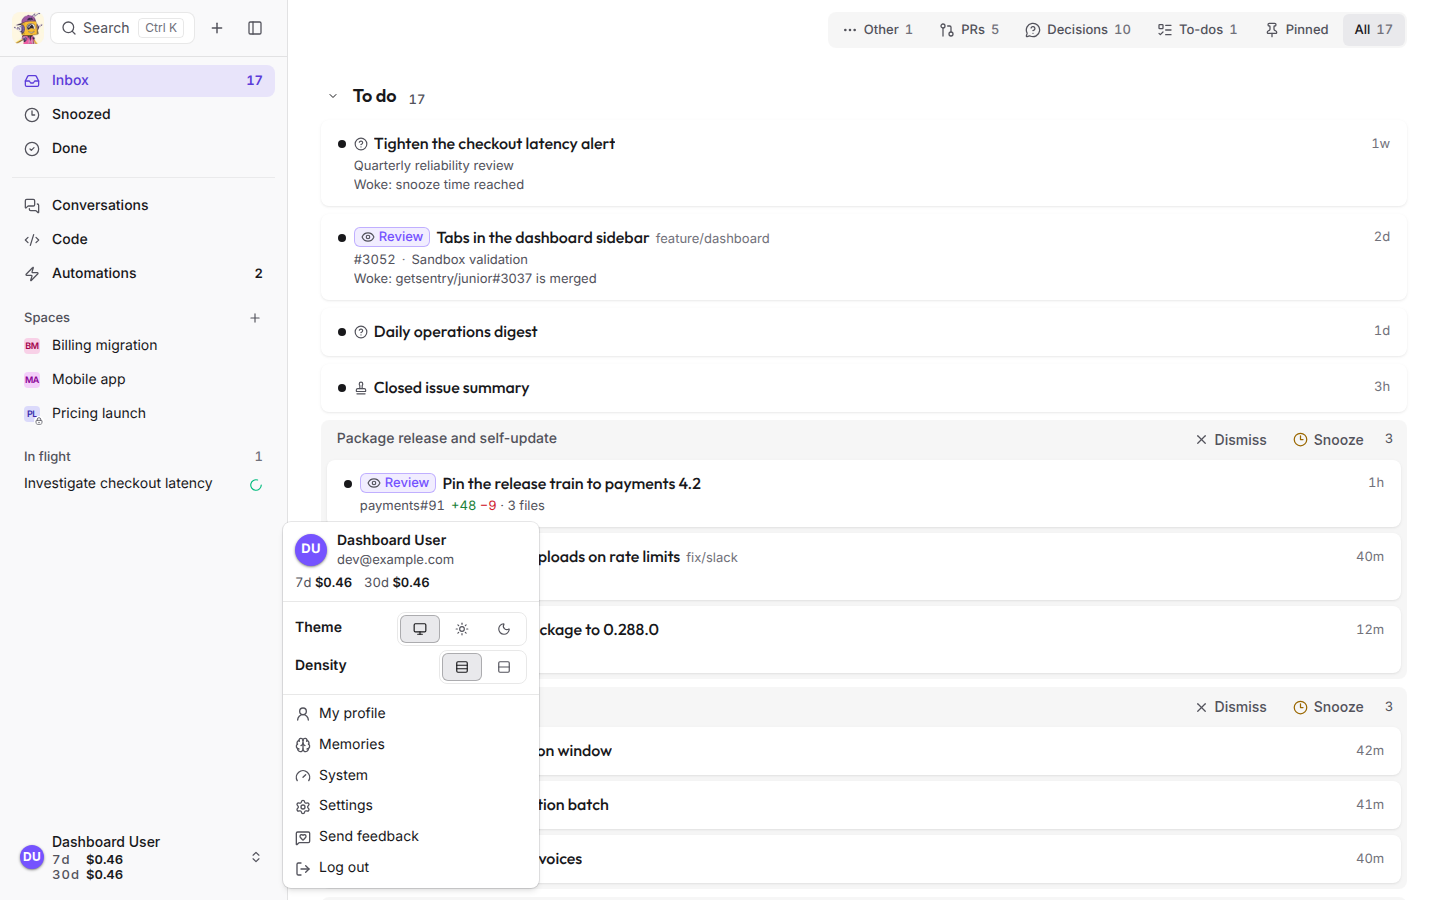 Search Ctrl K
Inbox 17
Snoozed
Done
Conversations
Code
Automations 2
Spaces
BM Billing migration
MA Mobile app
PL Pricing launch
In flight 1
Investigate checkout latency
DU Dashboard User
7d $0.46
30d $0.46
Other 1 PRs 5 Decisions 10 To-dos 1 Pinned All 17
To do 17
Tighten the checkout latency alert 1w
Quarterly reliability review
Woke: snooze time reached
Review Tabs in the dashboard sidebar feature/dashboard 2d
#3052 · Sandbox validation
Woke: getsentry/junior#3037 is merged
Daily operations digest 1d
Closed issue summary 3h
Package release and self-update Dismiss Snooze 3
Review Pin the release train to payments 4.2 1h
payments#91 +48 −9 · 3 files
ploads on rate limits fix/slack 40m
ckage to 0.288.0 12m
Dismiss Snooze 3
on window 42m
tion batch 41m
voices 40m
DU Dashboard User
dev@example.com
7d $0.46 30d $0.46
Theme
Density
My profile
Memories
System
Settings
Send feedback
Log out